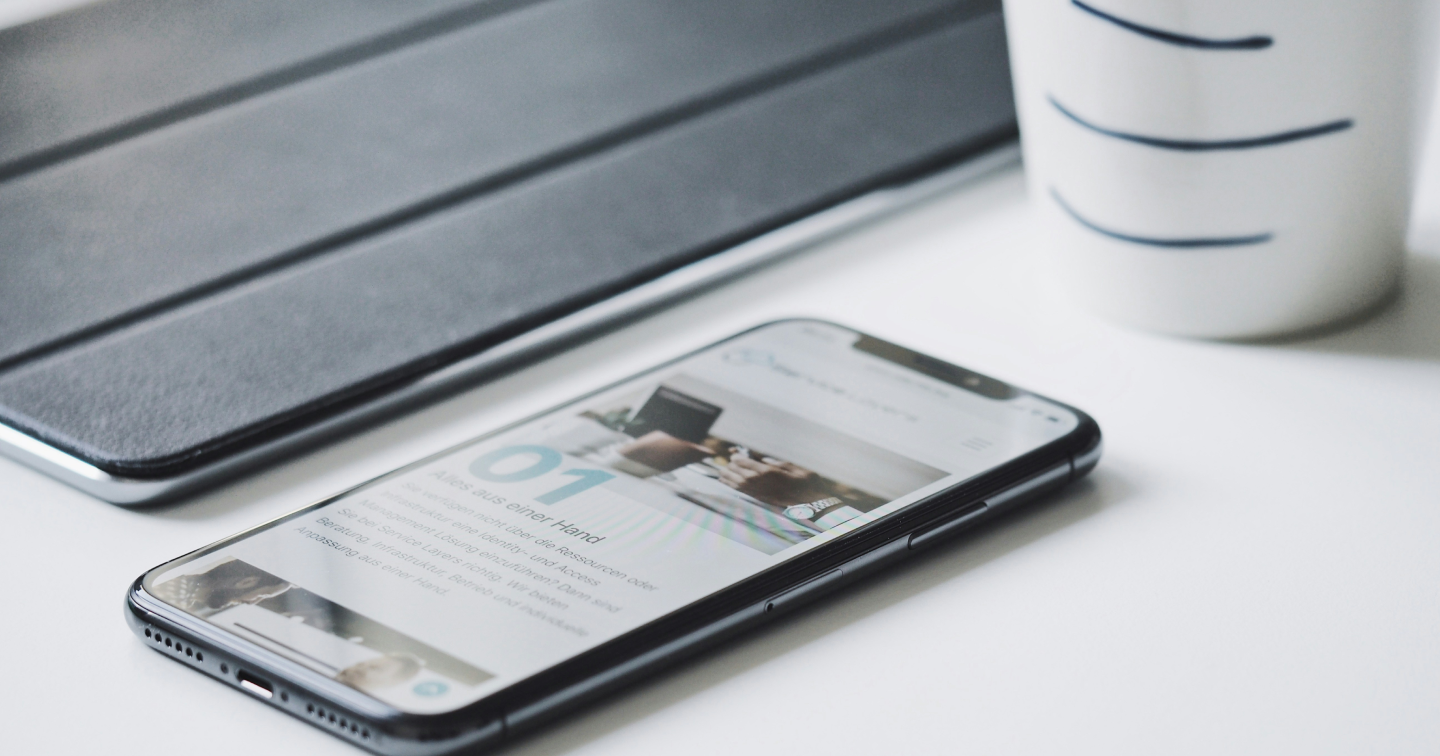 01
Alles aus einer Hand
Sie verfügen nicht über die Ressourcen oder
Infrastruktur eine Identity- und Access
Management Lösung einzuführen? Dann sind
Sie bei Service Layers richtig. Wir bieten
Beratung, Infrastruktur, Betrieb und individuelle
Anpassung aus einer Hand.